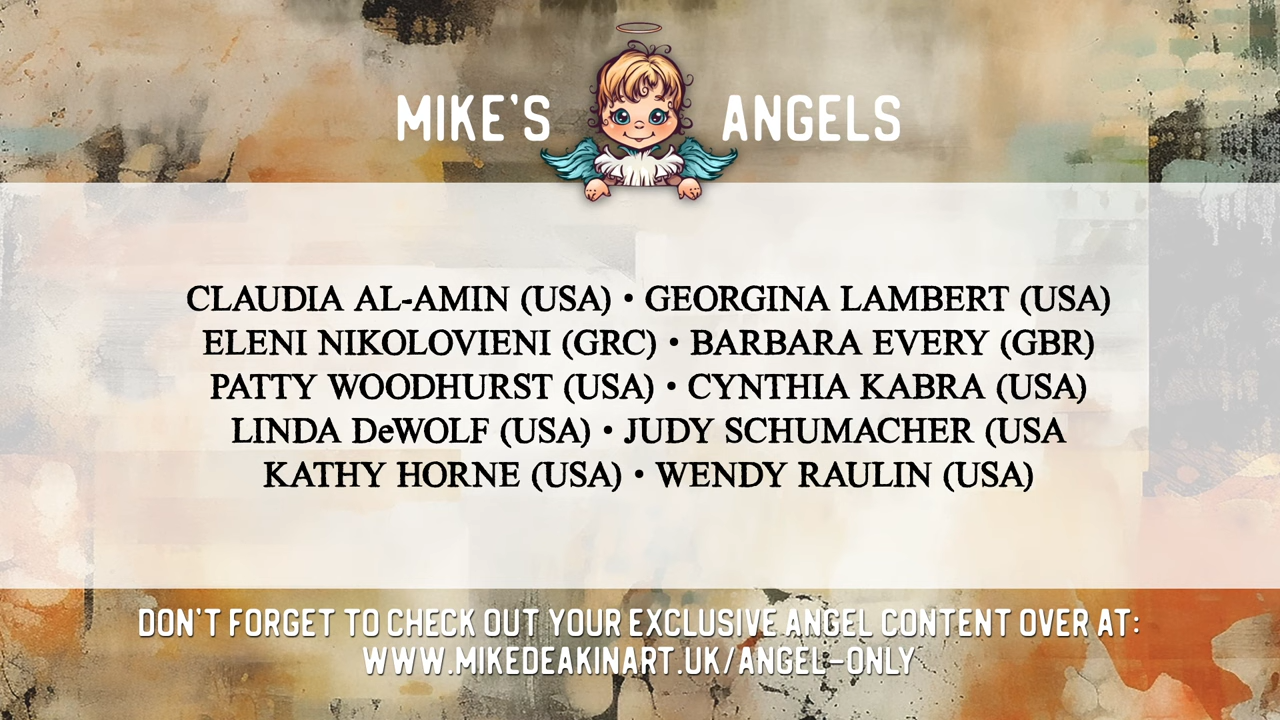 MIKE'S ANGELS
CLAUDIA AL-AMIN (USA) • GEORGINA LAMBERT (USA)
ELENI NIKOLOVIENI (GRC) • BARBARA EVERY (GBR)
PATTY WOODHURST (USA) • CYNTHIA KABRA (USA)
LINDA DeWOLF (USA) • JUDY SCHUMACHER (USA
KATHY HORNE (USA) • WENDY RAULIN (USA)
DON'T FORGET TO CHECK OUT YOUR EXCLUSIVE ANGEL CONTENT OVER AT:
WWW.MIKEDEAKINART.UK/ANGEL-ONLY